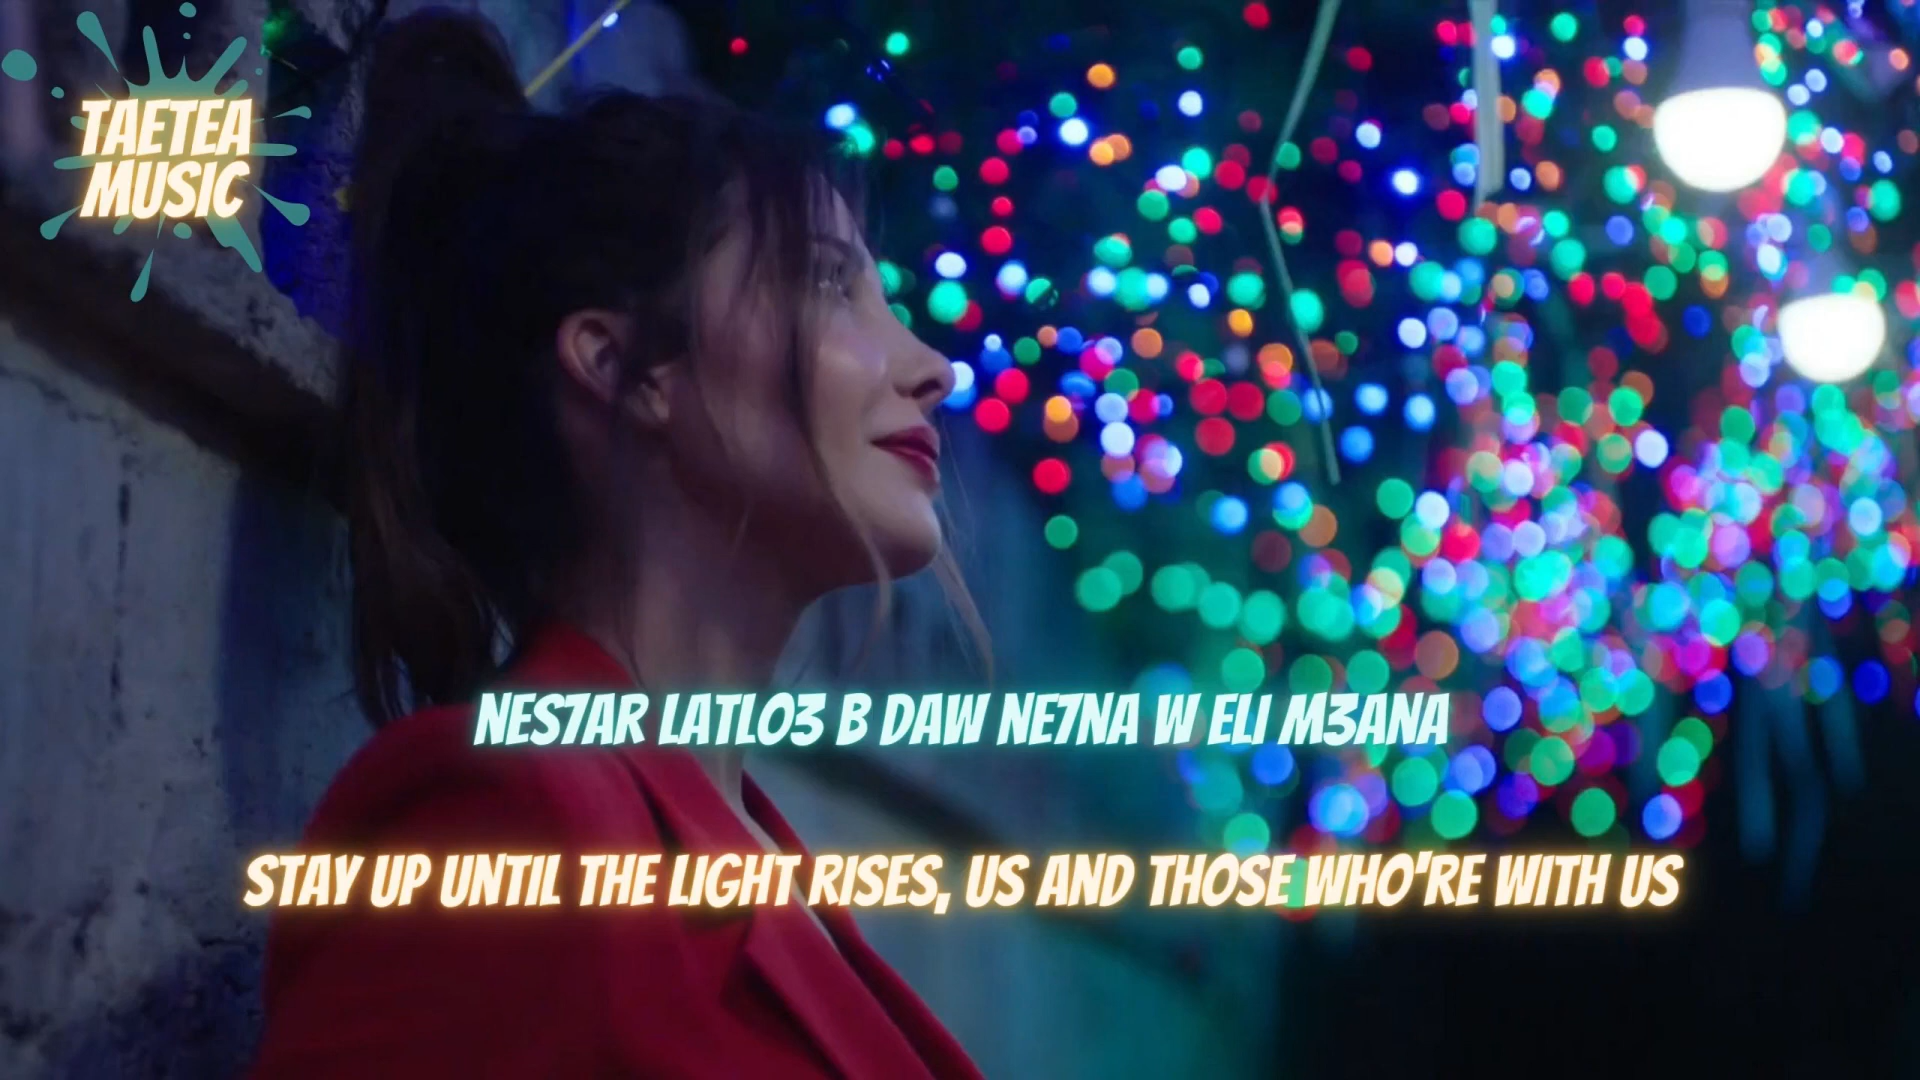 TAETEA
MUSIC
NES7AR LATLO3 B DAW NE7NA W ELI M3ANA
STAY UP UNTIL THE LIGHT RISES, US AND THOSE WHO'RE WITH US